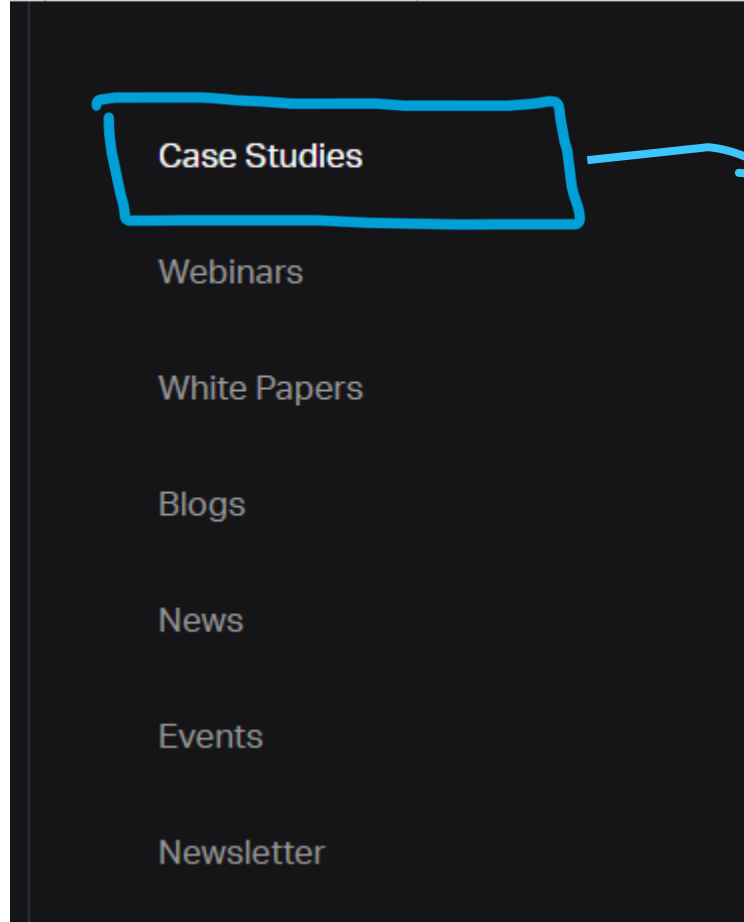 Case Studies
Webinars
White Papers
Blogs
News
Events
Newsletter